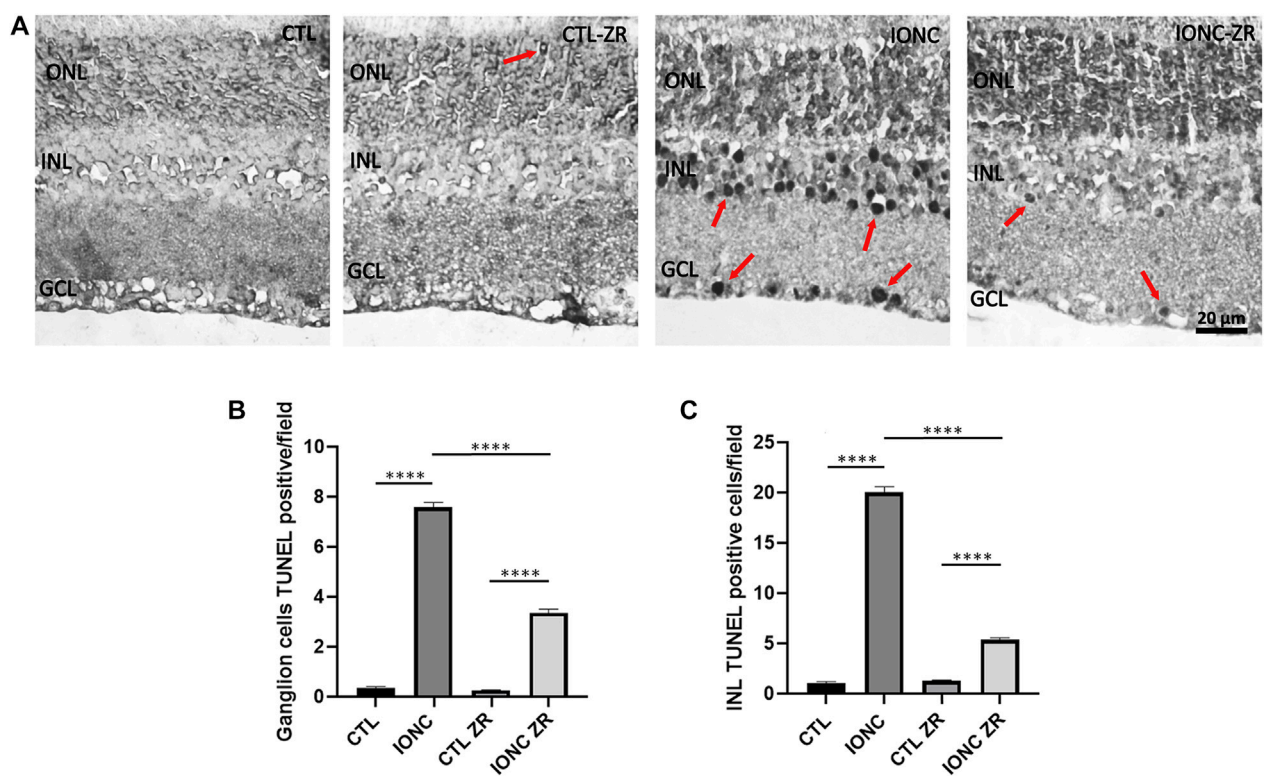 A
CTL
ONL
INL
GCL
CTL-ZR
ONL
INL
GCL
IONC
ONL
INL
GCL
IONC-ZR
ONL
INL
GCL
20 μm
B
Ganglion cells TUNEL positive/field
10
8
6
4
2
0
****
****
****
CTL
IONC
CTL ZR
IONC ZR
C
INL TUNEL positive cells/field
25
20
15
10
5
0
****
****
****
CTL
IONC
CTL ZR
IONC ZR